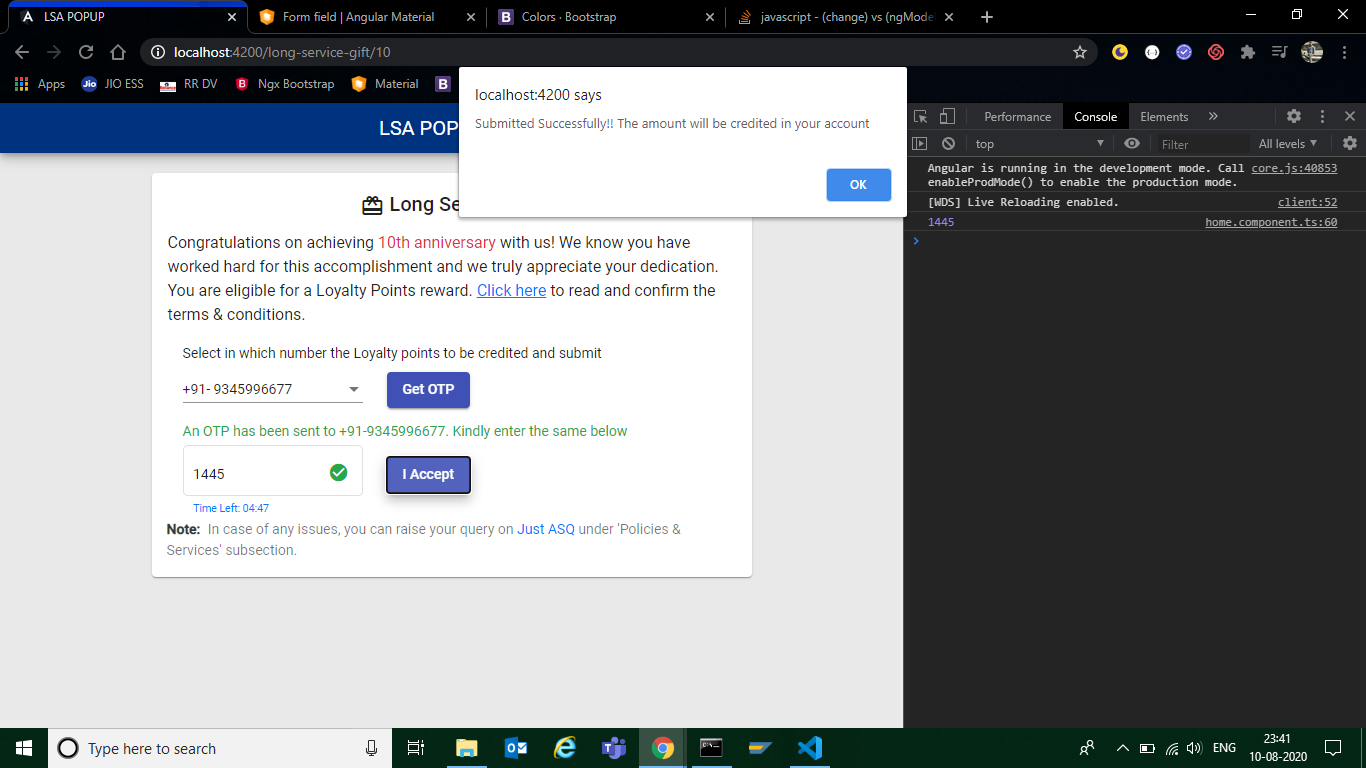 LSA POPUP
Form field | Angular Material
Colors · Bootstrap
javascript - (change) vs (ngMode
localhost:4200/long-service-gift/10
Apps
Jio
JIO ESS
RR DV
Ngx Bootstrap
Material
localhost:4200 says
Submitted Successfully!! The amount will be credited in your account
OK
LSA POP
Long Se
Congratulations on achieving 10th anniversary with us! We know you have
worked hard for this accomplishment and we truly appreciate your dedication.
You are eligible for a Loyalty Points reward. Click here to read and confirm the
terms & conditions.
Select in which number the Loyalty points to be credited and submit
+91- 9345996677
Get OTP
An OTP has been sent to +91-9345996677. Kindly enter the same below
1445
I Accept
Time Left: 04:47
Note: In case of any issues, you can raise your query on Just ASQ under 'Policies &
Services' subsection.
Performance
Console
Elements
top
Filter
All levels
Angular is running in the development mode. Call core.js:40853
enableProdMode() to enable the production mode.
[WDS] Live Reloading enabled. client:52
1445 home.component.ts:60
Type here to search
ENG
23:41
10-08-2020